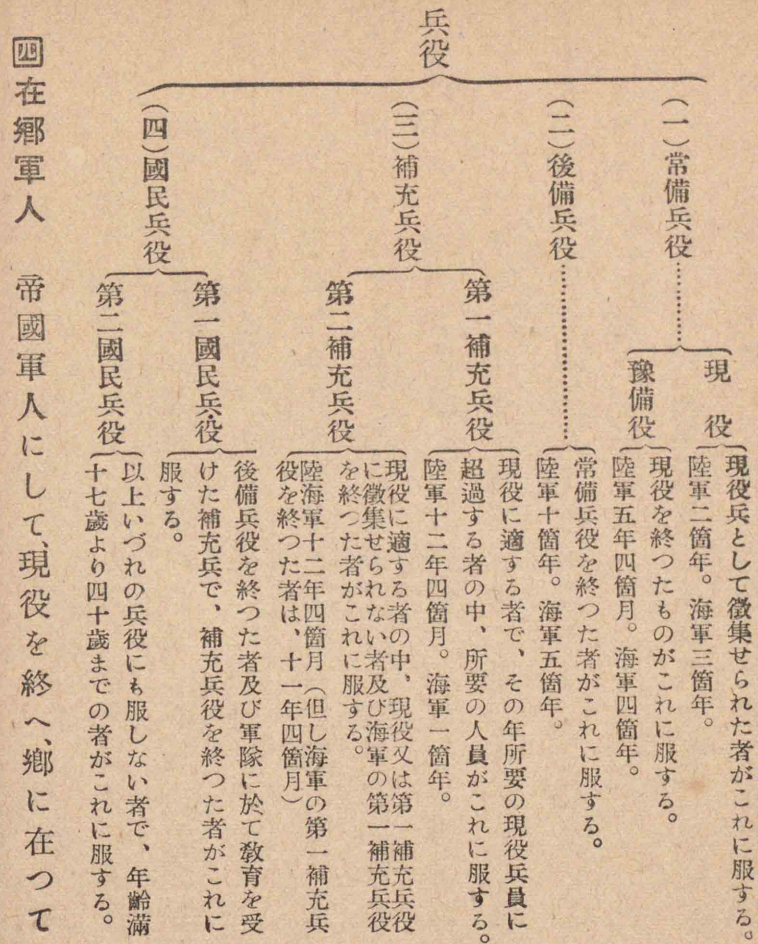 兵役
(一)常備兵役
現役
現役兵として徵集せられた者がこれに服する。
陸軍二箇年。海軍三箇年。
豫備役
現役を終つたものがこれに服する。
陸軍五年四箇月。海軍四箇年。
(二)後備兵役
常備兵役を終つた者がこれに服する。
陸軍十箇年。海軍五箇年。
(三)補充兵役
第一補充兵役
現役に適する者で、その年所要の現役兵員に
超過する者の中、所要の人員がこれに服する。
陸軍十二年四箇月。海軍一箇年。
第二補充兵役
現役に適する者の中、現役又は第一補充兵役
に徵集せられない者及び海軍の第一補充兵役
を終つた者がこれに服する。
陸海軍十二年四箇月(但し海軍の第一補充兵
役を終つた者は、十一年四箇月)
(四)國民兵役
第一國民兵役
後備兵役を終つた者及び軍隊に於て敎育を受
けた補充兵で、補充兵役を終つた者がこれに
服する。
第二國民兵役
以上いづれの兵役にも服しない者で、年齡滿
十七歲より四十歲までの者がこれに服する。
四 在鄕軍人 帝國軍人にして、現役を終へ、鄕に在つて